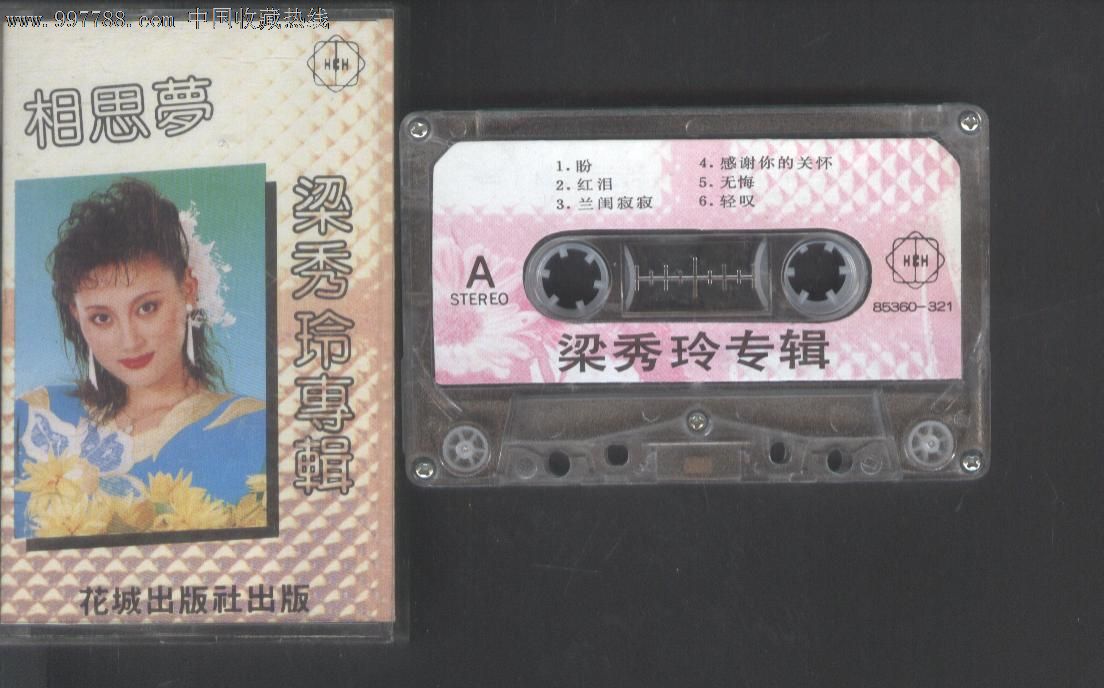 www.997788.com 中国收藏热线
HCH
相思夢
梁秀玲專輯
花城出版社出版
1. 盼
2. 红泪
3. 兰闺寂寂
4. 感谢你的关怀
5. 无悔
6. 轻叹
A
STEREO
HCH
85360-321
梁秀玲专辑